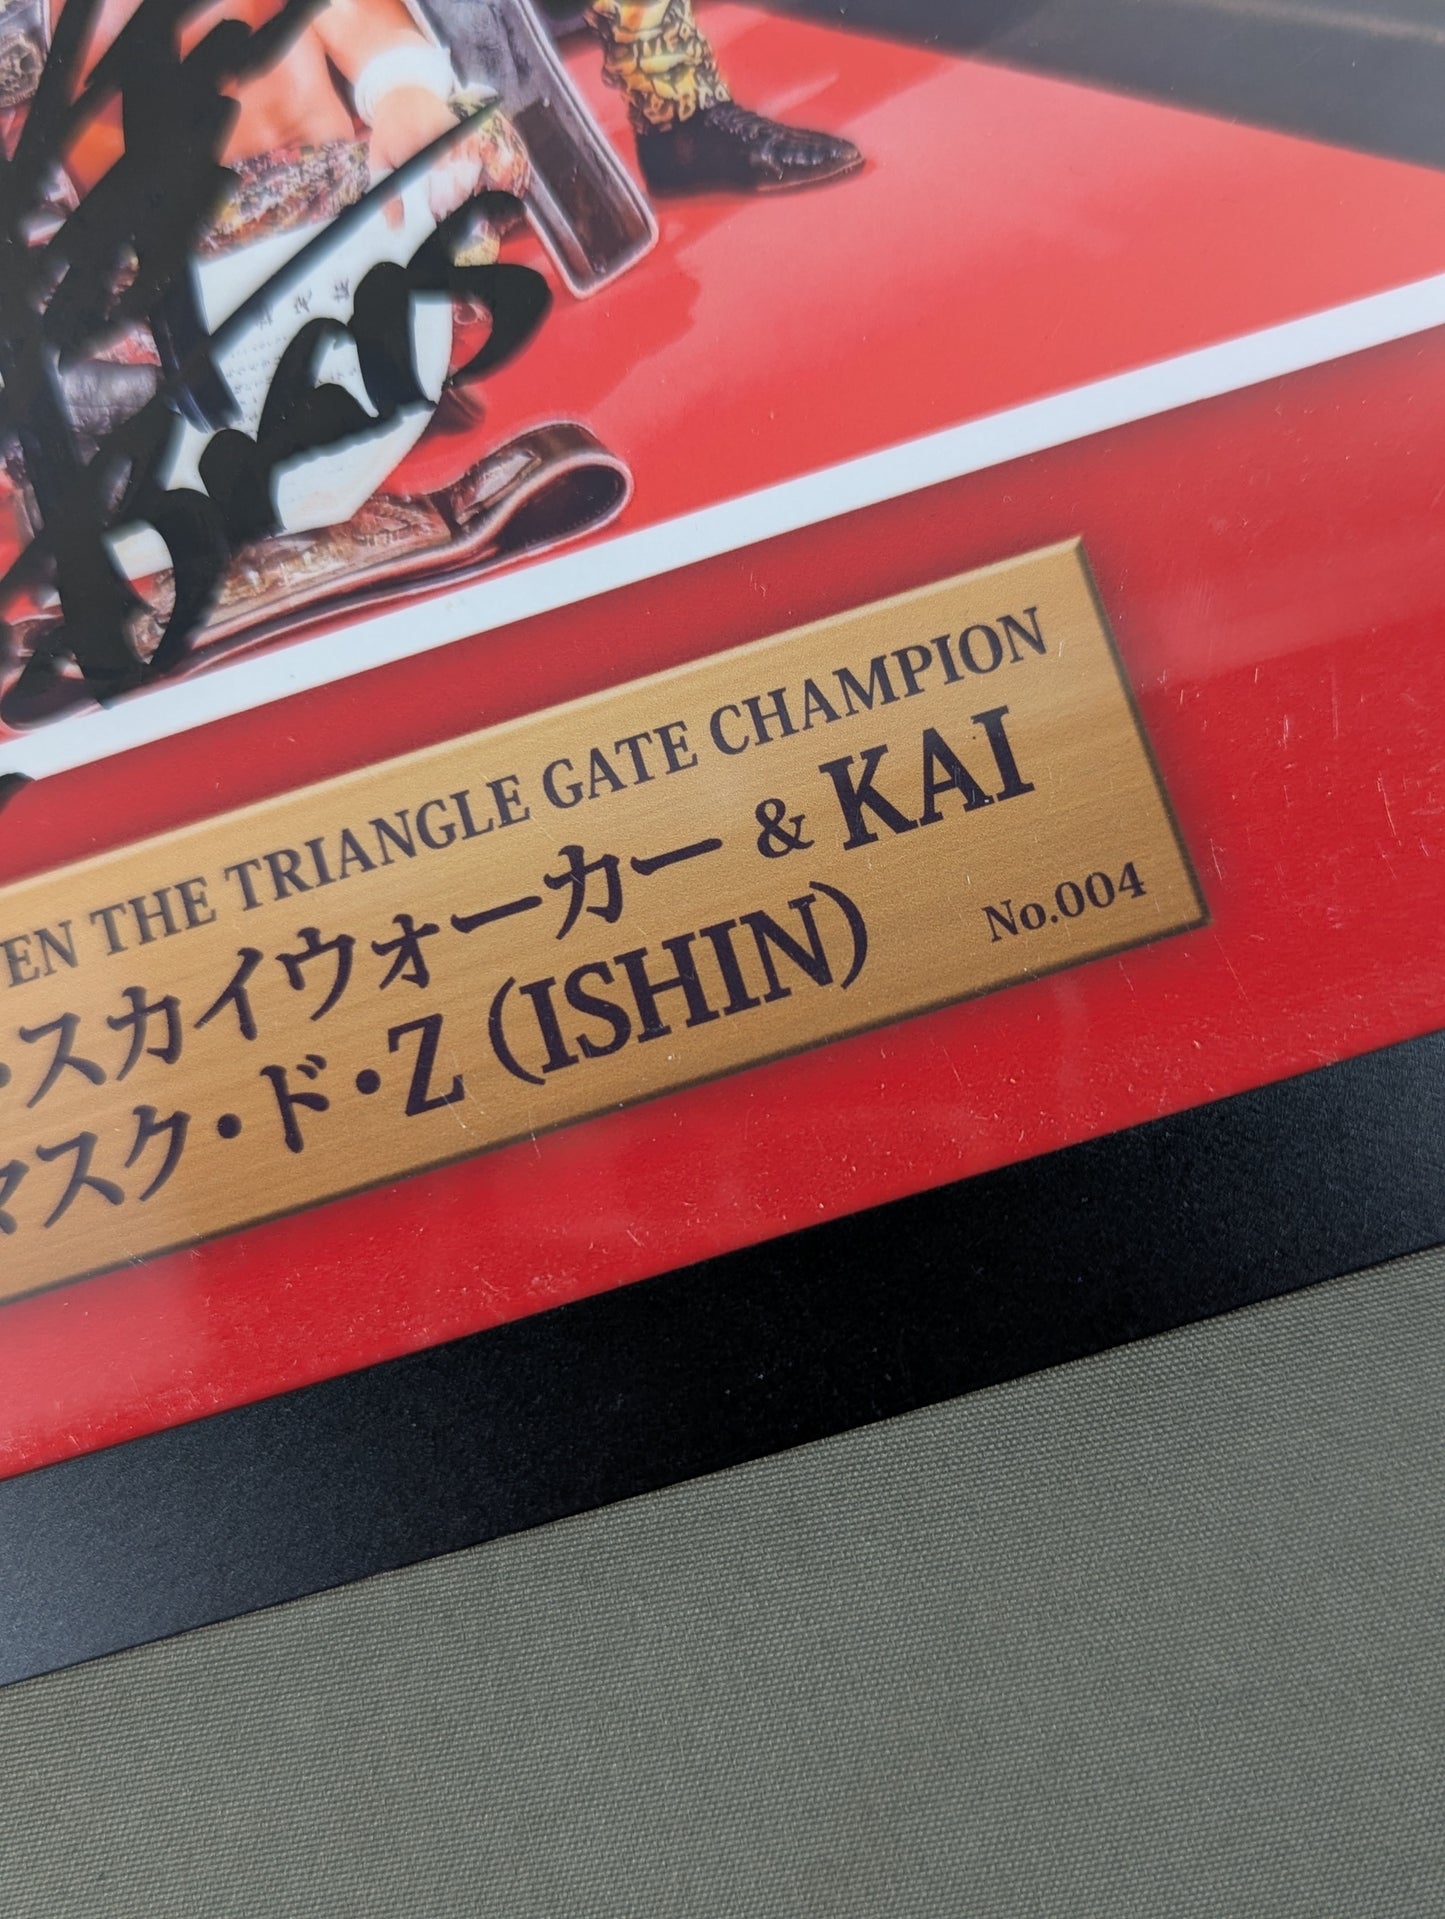 EN THE TRIANGLE GATE CHAMPION
・スカイウォーカー & KAI
マスク・ド・Z (ISHIN)
No.004